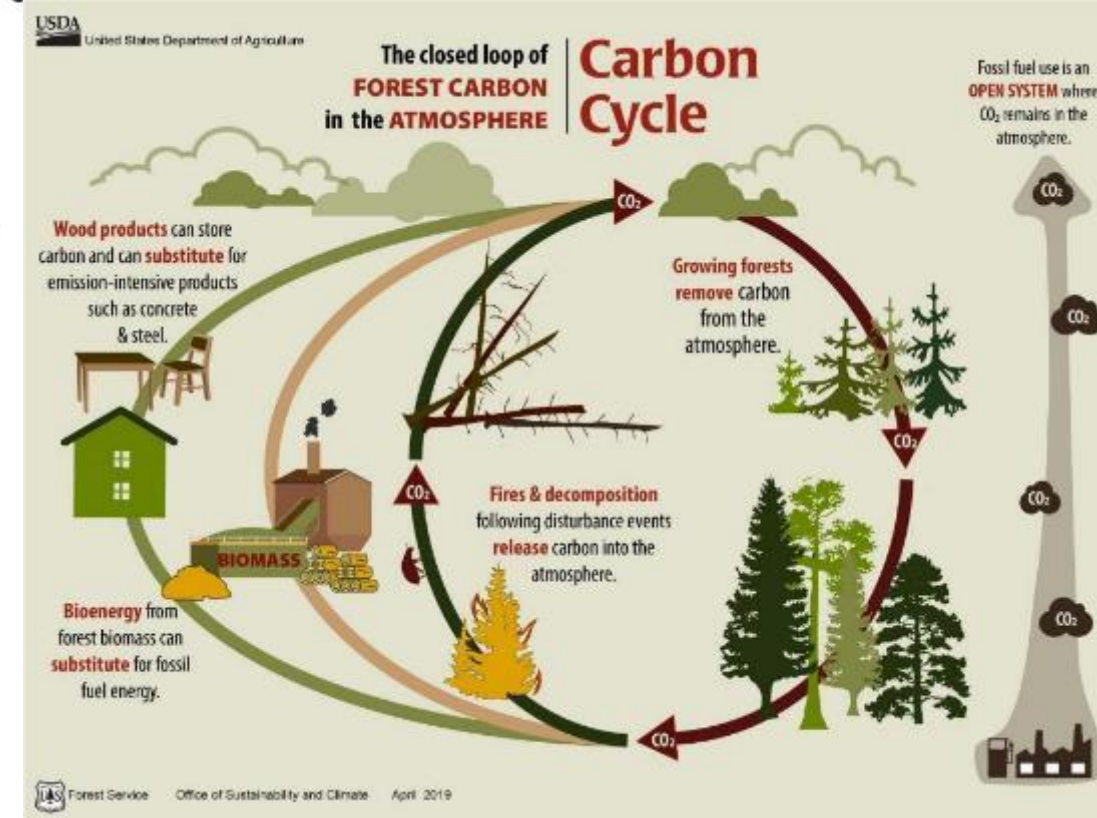 USDA
United States Department of Agriculture
The closed loop of
FOREST CARBON
in the ATMOSPHERE
Carbon
Cycle
Fossil fuel use is an
OPEN SYSTEM where
CO₂ remains in the
atmosphere.
CO₂
CO₂
Wood products can store
carbon and can substitute for
emission-intensive products
such as concrete
& steel.
Growing forests
remove carbon
from the
atmosphere.
CO₂
CO₂
CO₂
CO₂
Fires & decomposition
following disturbance events
release carbon into the
atmosphere.
BIOMASS
Bioenergy from
forest biomass can
substitute for fossil
fuel energy.
CO₂
CO₂
Forest Service Office of Sustainability and Climate April 2019